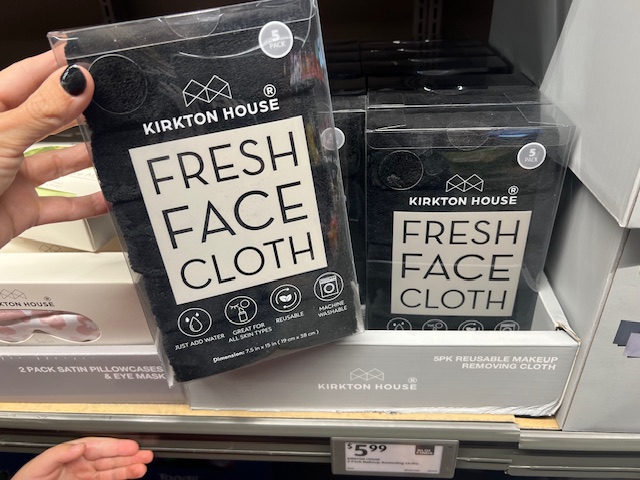 5
PACK
KIRKTON HOUSE®
FRESH
FACE
CLOTH
JUST ADD WATER
GREAT FOR
ALL SKIN TYPES
REUSABLE
MACHINE
WASHABLE
Dimension: 7.5 in x 15 in (19 cm x 38 cm)
5
PACK
KIRKTON HOUSE®
FRESH
FACE
CLOTH
KIRKTON HOUSE
2 PACK SATIN PILLOWCASES
& EYE MASK
5PK REUSABLE MAKEUP
REMOVING CLOTH
KIRKTON HOUSE
$5.99